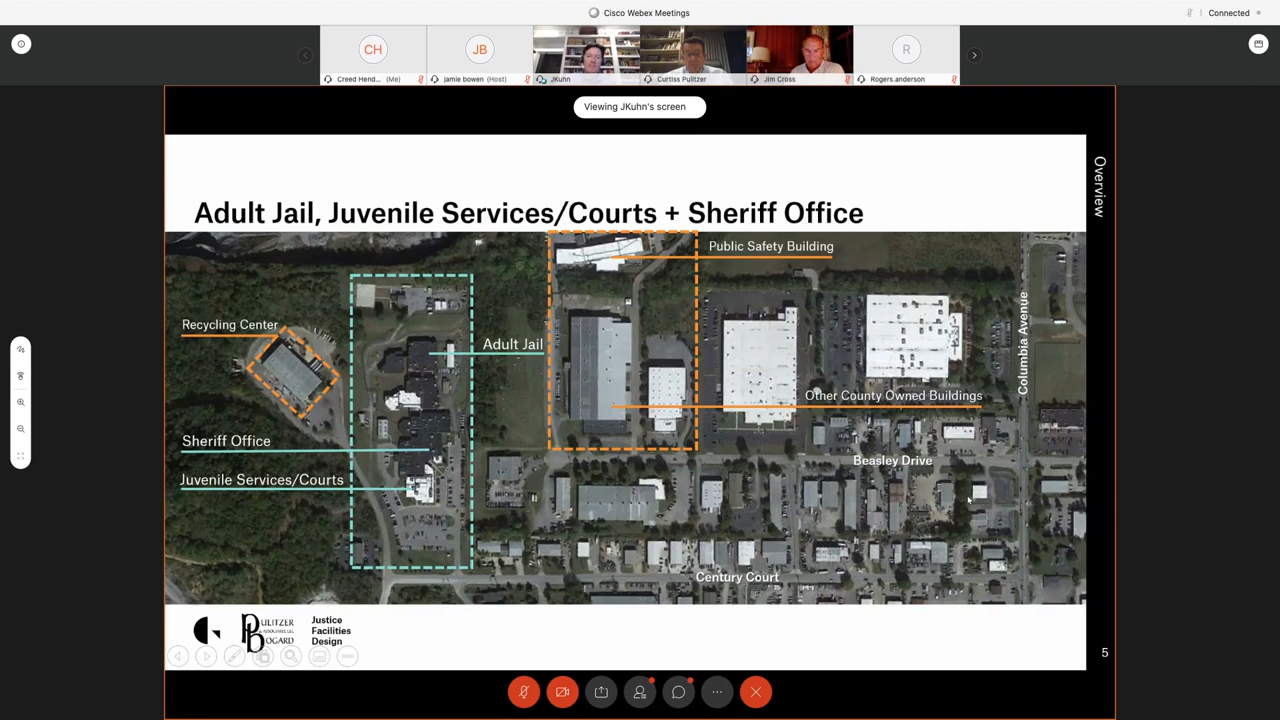 Cisco Webex Meetings
Connected
CH
JB
R
Creed Hend... (Me)
jamie bowen (Host)
JKuhn
Curtiss Pulitzer
Jim Cross
Rogers.anderson
Viewing JKuhn's screen
Overview
Adult Jail, Juvenile Services/Courts + Sheriff Office
Public Safety Building
Recycling Center
Adult Jail
Columbia Avenue
Other County Owned Buildings
Sheriff Office
Beasley Drive
Juvenile Services/Courts
Century Court
PULITZER
BOGARD
Justice
Facilities
Design
5